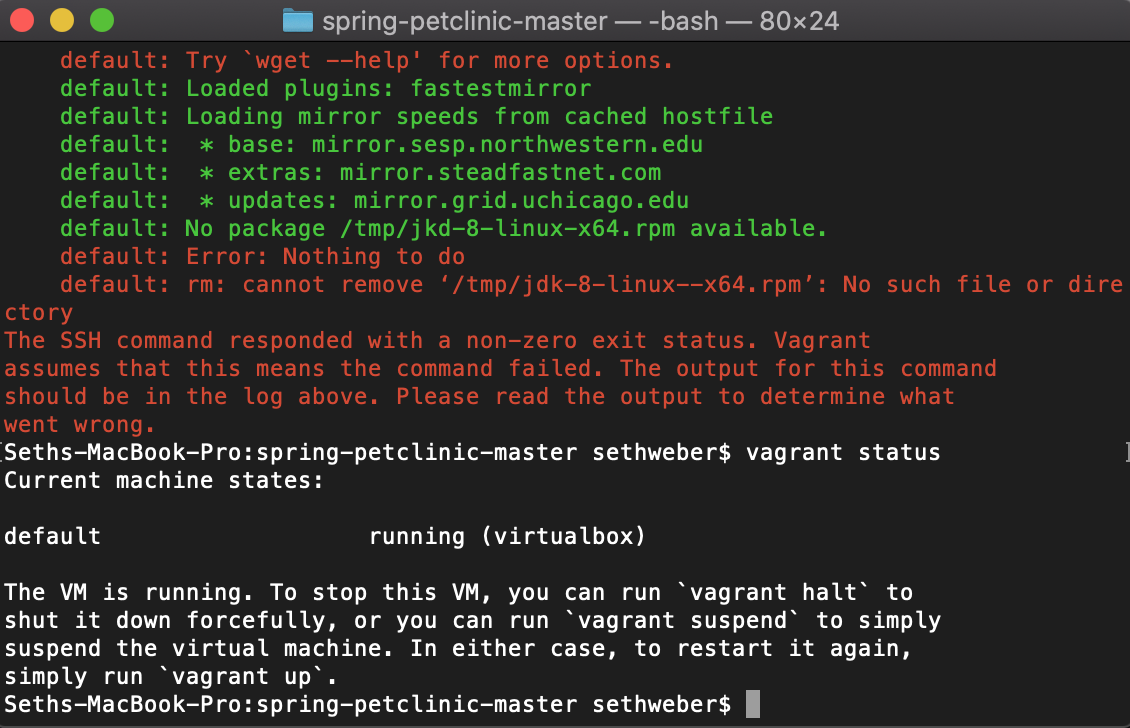 spring-petclinic-master — -bash — 80×24
default: Try `wget --help' for more options.
default: Loaded plugins: fastestmirror
default: Loading mirror speeds from cached hostfile
default:  * base: mirror.sesp.northwestern.edu
default:  * extras: mirror.steadfastnet.com
default:  * updates: mirror.grid.uchicago.edu
default: No package /tmp/jkd-8-linux-x64.rpm available.
default: Error: Nothing to do
default: rm: cannot remove ‘/tmp/jdk-8-linux--x64.rpm’: No such file or dire
ctory
The SSH command responded with a non-zero exit status. Vagrant
assumes that this means the command failed. The output for this command
should be in the log above. Please read the output to determine what
went wrong.
[Seths-MacBook-Pro:spring-petclinic-master sethweber$ vagrant status ]
Current machine states:
default                   running (virtualbox)
The VM is running. To stop this VM, you can run `vagrant halt` to
shut it down forcefully, or you can run `vagrant suspend` to simply
suspend the virtual machine. In either case, to restart it again,
simply run `vagrant up`.
Seths-MacBook-Pro:spring-petclinic-master sethweber$